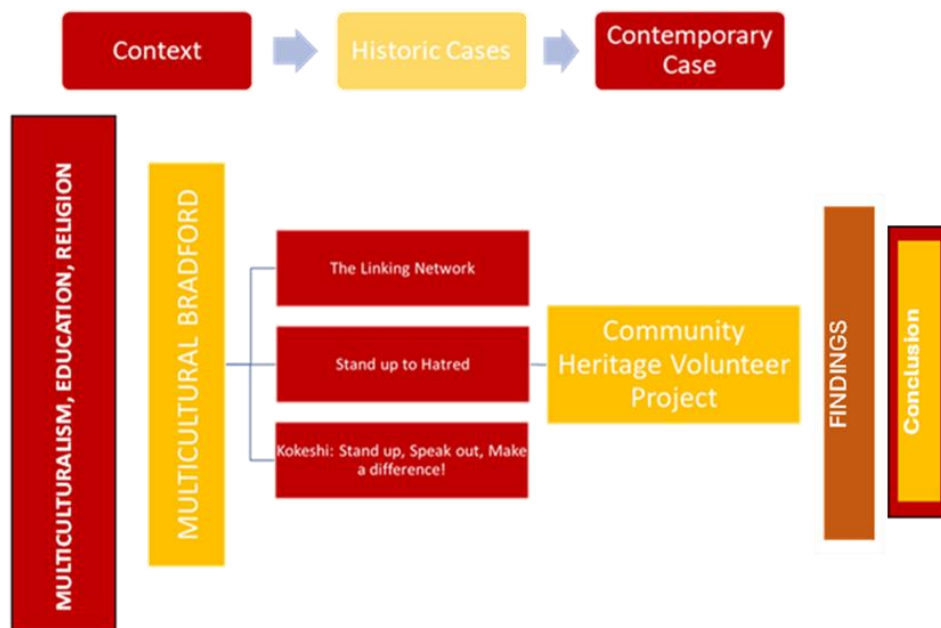 Context
Historic Cases
Contemporary
Case
MULTICULTURALISM, EDUCATION, RELIGION
MULTICULTURAL BRADFORD
The Linking Network
Stand up to Hatred
Kokeshi: Stand up, Speak out, Make
a difference!
Community
Heritage Volunteer
Project
FINDINGS
Conclusion